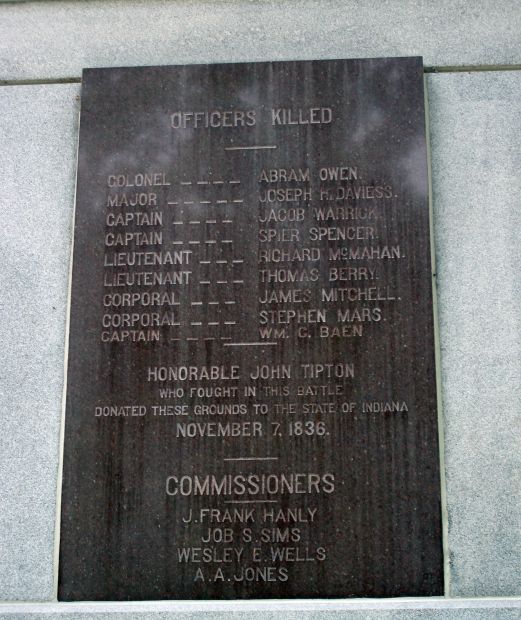 OFFICERS KILLED
COLONEL _ _ _ _ ABRAM OWEN.
MAJOR _ _ _ _ _ JOSEPH H. DAVIESS.
CAPTAIN _ _ _ _ JACOB WARRICK.
CAPTAIN _ _ _ _ SPIER SPENCER.
LIEUTENANT _ _ _ RICHARD McMAHAN.
LIEUTENANT _ _ _ THOMAS BERRY.
CORPORAL _ _ _ JAMES MITCHELL.
CORPORAL _ _ _ STEPHEN MARS.
CAPTAIN _ _ _ _ WM. C. BAEN
HONORABLE JOHN TIPTON
WHO FOUGHT IN THIS BATTLE
DONATED THESE GROUNDS TO THE STATE OF INDIANA
NOVEMBER 7, 1836.
COMMISSIONERS
J. FRANK HANLY
JOB S. SIMS
WESLEY E. WELLS
A. A. JONES